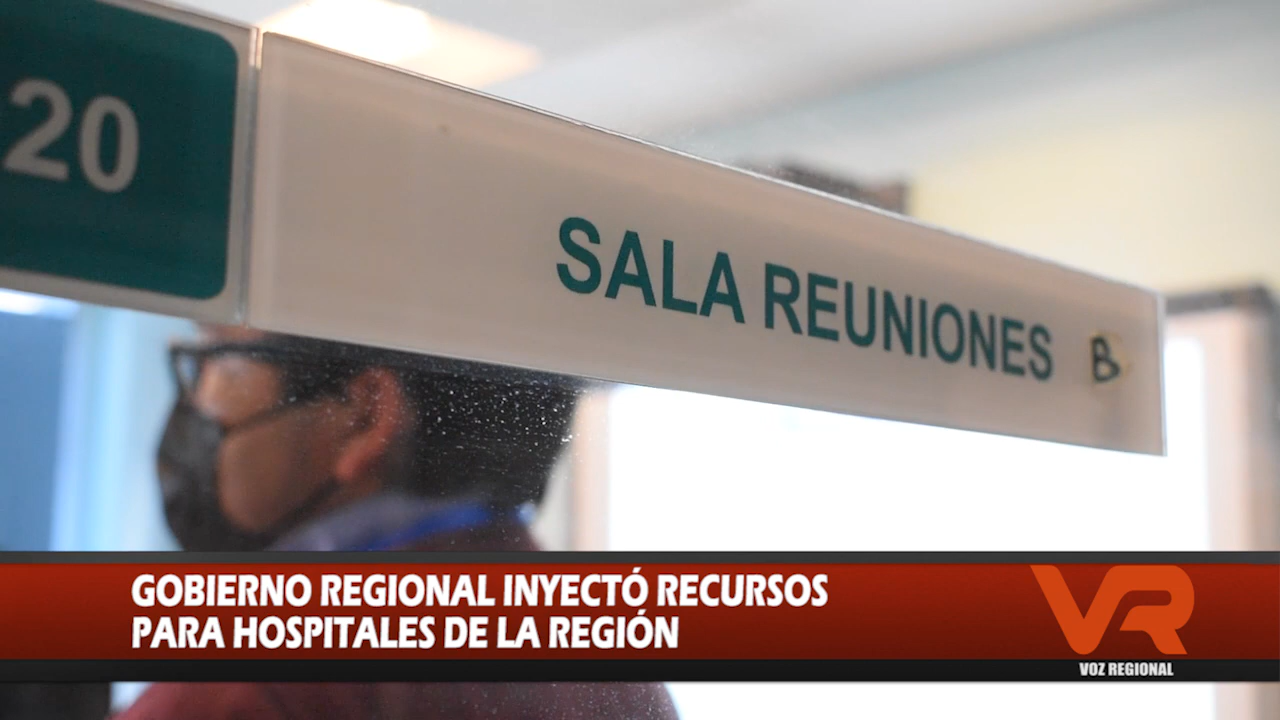 20
SALA REUNIONES B
GOBIERNO REGIONAL INYECTÓ RECURSOS
PARA HOSPITALES DE LA REGIÓN
VR
VOZ REGIONAL